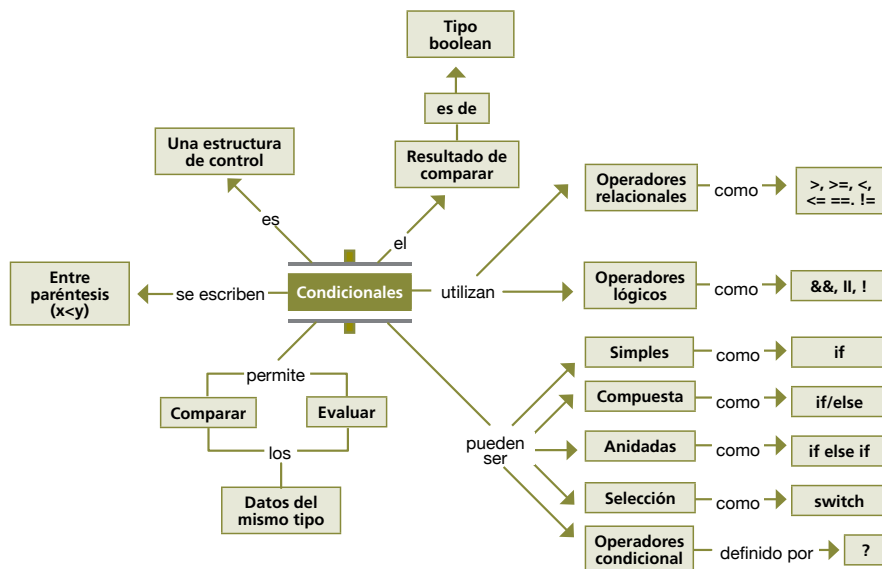 Tipo
boolean
es de
Una estructura
de control
Resultado de
comparar
Operadores
relacionales
como
>, >=, <,
<= ==. !=
es
el
Entre
paréntesis
(x<y)
se escriben
Condicionales
utilizan
Operadores
lógicos
como
&&, II, !
Simples
como
if
permite
Comparar
Evaluar
Compuesta
como
if/else
los
pueden
ser
Anidadas
como
if else if
Datos del
mismo tipo
Selección
como
switch
Operadores
condicional
definido por
?